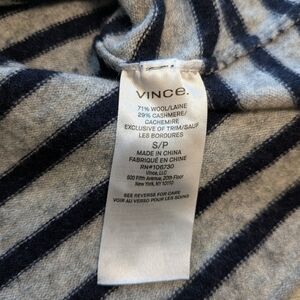 VINCE.
71% WOOL/LAINE
29% CASHMERE/
CACHEMIRE
EXCLUSIVE OF TRIM/SAUF
LES BORDURES
S/P
MADE IN CHINA
FABRIQUÉ EN CHINE
RN#106730
Vince, LLC
500 Fifth Avenue, 20th Floor
New York, NY 10110
SEE REVERSE FOR CARE
VOIR AU VERSO POUR LES SOINS